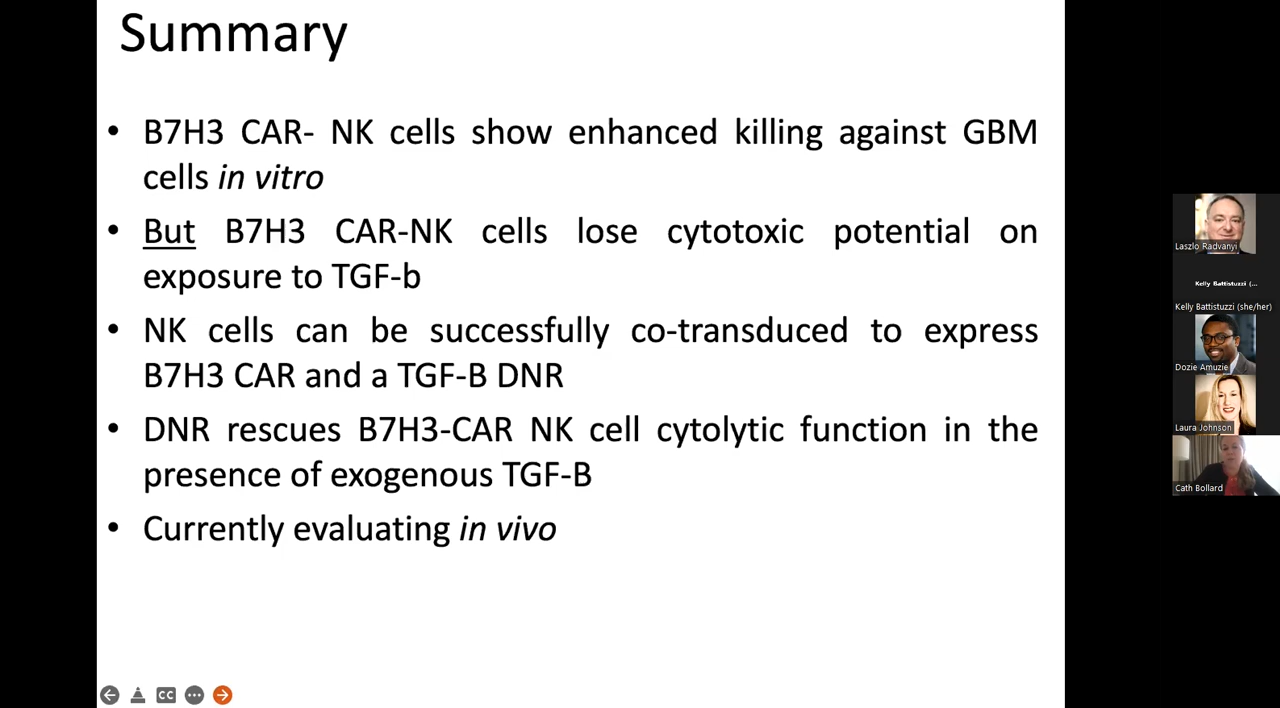 Summary
• B7H3 CAR- NK cells show enhanced killing against GBM
cells in vitro
• But B7H3 CAR-NK cells lose cytotoxic potential on
exposure to TGF-b
• NK cells can be successfully co-transduced to express
B7H3 CAR and a TGF-B DNR
• DNR rescues B7H3-CAR NK cell cytolytic function in the
presence of exogenous TGF-B
• Currently evaluating in vivo
CC
Laszlo Radvanyi
Kelly Battistuzzi (...
Kelly Battistuzzi (she/her)
Dozie Amuzie
Laura Johnson
Cath Bollard